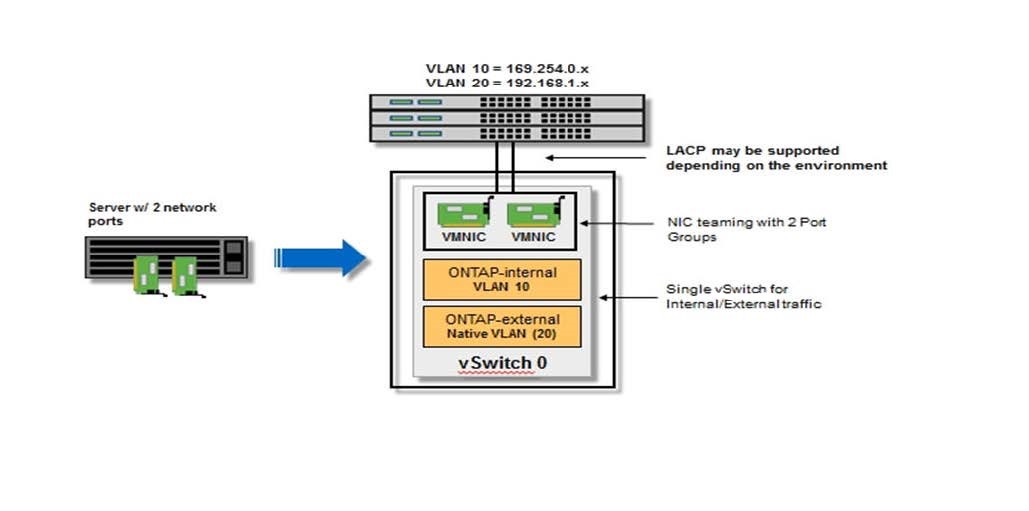 VLAN 10 = 169.254.0.x
VLAN 20 = 192.168.1.x
LACP may be supported
depending on the environment
Server w/ 2 network
ports
VMNIC VMNIC
NIC teaming with 2 Port
Groups
ONTAP-internal
VLAN 10
Single vSwitch for
Internal/External traffic
ONTAP-external
Native VLAN (20)
vSwitch 0